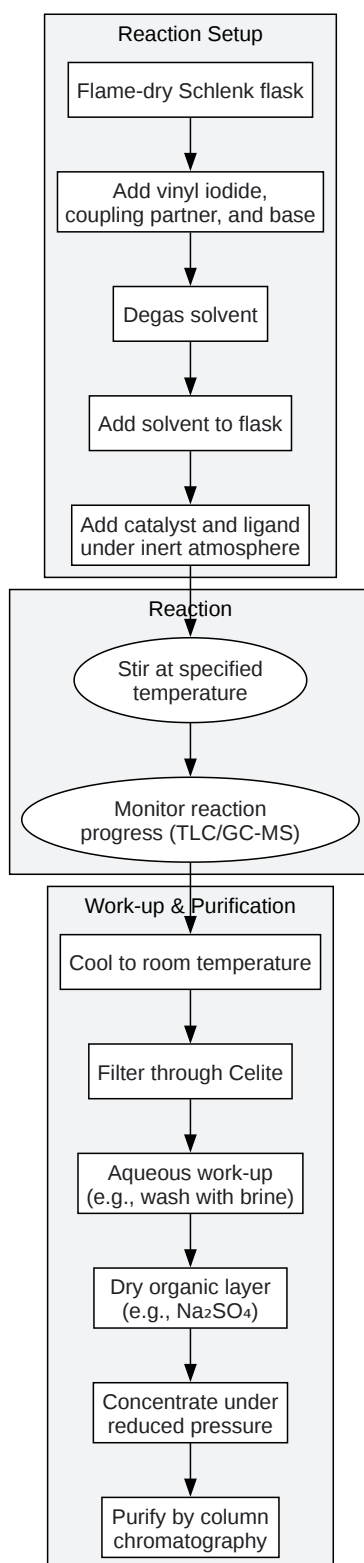 Reaction Setup
Flame-dry Schlenk flask
Add vinyl iodide,
coupling partner, and base
Degas solvent
Add solvent to flask
Add catalyst and ligand
under inert atmosphere
Reaction
Stir at specified
temperature
Monitor reaction
progress (TLC/GC-MS)
Work-up & Purification
Cool to room temperature
Filter through Celite
Aqueous work-up
(e.g., wash with brine)
Dry organic layer
(e.g., Na₂SO₄)
Concentrate under
reduced pressure
Purify by column
chromatography